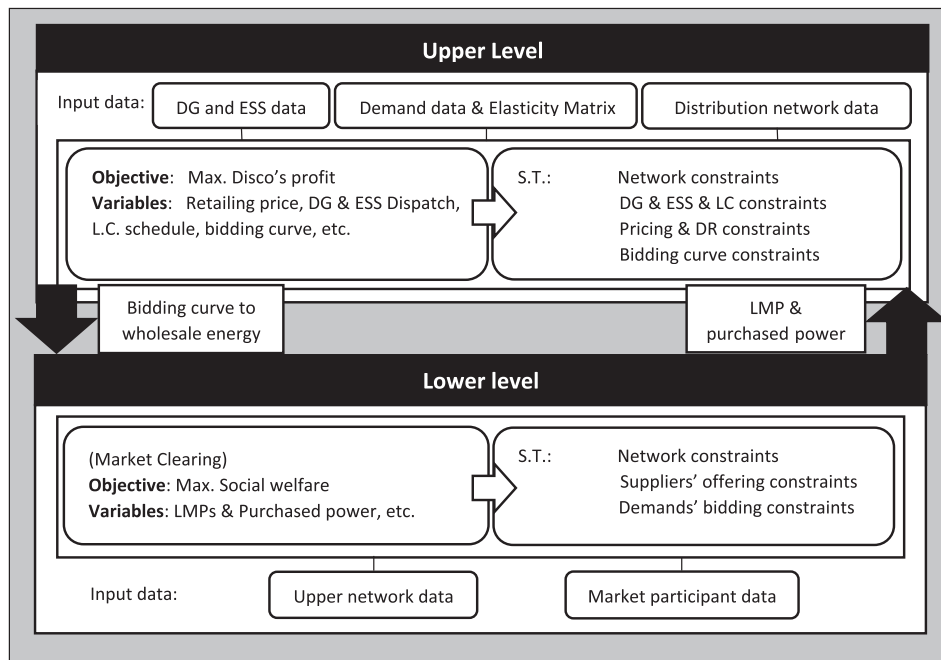 Upper Level
Input data:
DG and ESS data
Demand data & Elasticity Matrix
Distribution network data
Objective: Max. Disco's profit
Variables: Retailing price, DG & ESS Dispatch,
L.C. schedule, bidding curve, etc.
S.T.: Network constraints
DG & ESS & LC constraints
Pricing & DR constraints
Bidding curve constraints
Bidding curve to
wholesale energy
LMP &
purchased power
Lower level
(Market Clearing)
Objective: Max. Social welfare
Variables: LMPs & Purchased power, etc.
S.T.: Network constraints
Suppliers' offering constraints
Demands' bidding constraints
Input data:
Upper network data
Market participant data